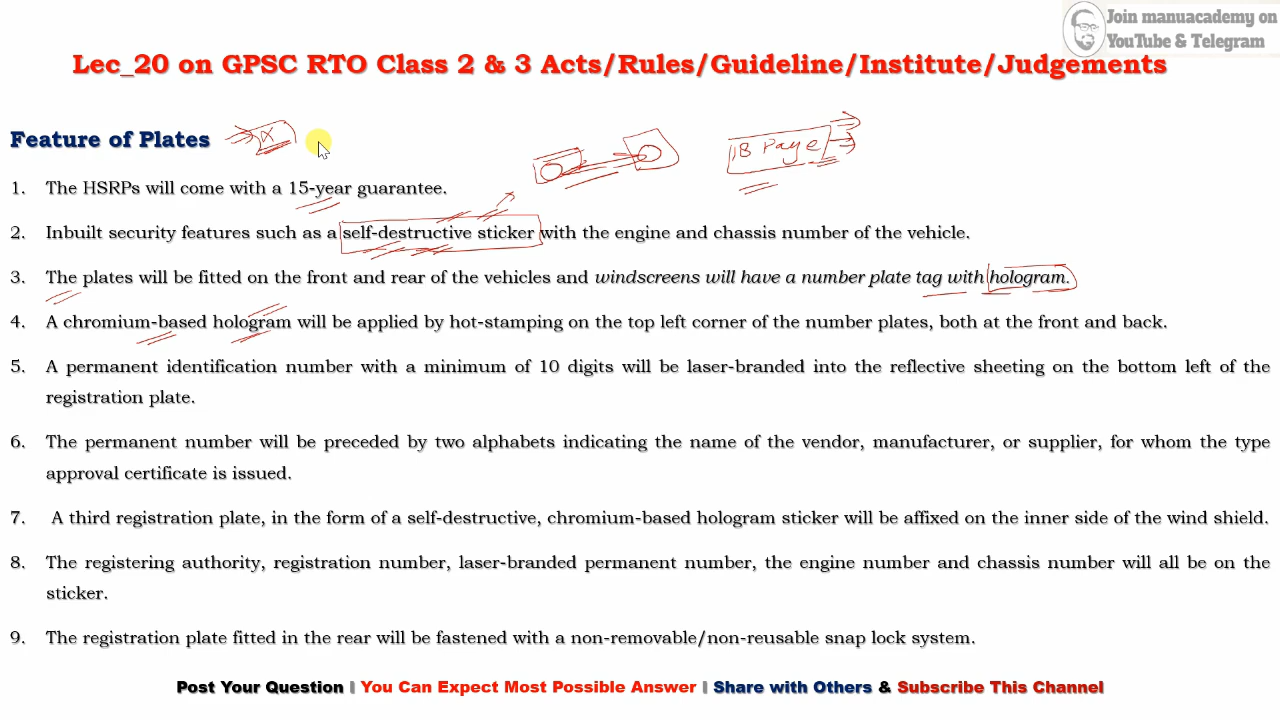 Join manuacademy on
YouTube & Telegram
Lec_20 on GPSC RTO Class 2 & 3 Acts/Rules/Guideline/Institute/Judgements
Feature of Plates
1. The HSRPs will come with a 15-year guarantee.
2. Inbuilt security features such as a self-destructive sticker with the engine and chassis number of the vehicle.
3. The plates will be fitted on the front and rear of the vehicles and windscreens will have a number plate tag with hologram.
4. A chromium-based hologram will be applied by hot-stamping on the top left corner of the number plates, both at the front and back.
5. A permanent identification number with a minimum of 10 digits will be laser-branded into the reflective sheeting on the bottom left of the
registration plate.
6. The permanent number will be preceded by two alphabets indicating the name of the vendor, manufacturer, or supplier, for whom the type
approval certificate is issued.
7. A third registration plate, in the form of a self-destructive, chromium-based hologram sticker will be affixed on the inner side of the wind shield.
8. The registering authority, registration number, laser-branded permanent number, the engine number and chassis number will all be on the
sticker.
9. The registration plate fitted in the rear will be fastened with a non-removable/non-reusable snap lock system.
Post Your Question | You Can Expect Most Possible Answer | Share with Others & Subscribe This Channel